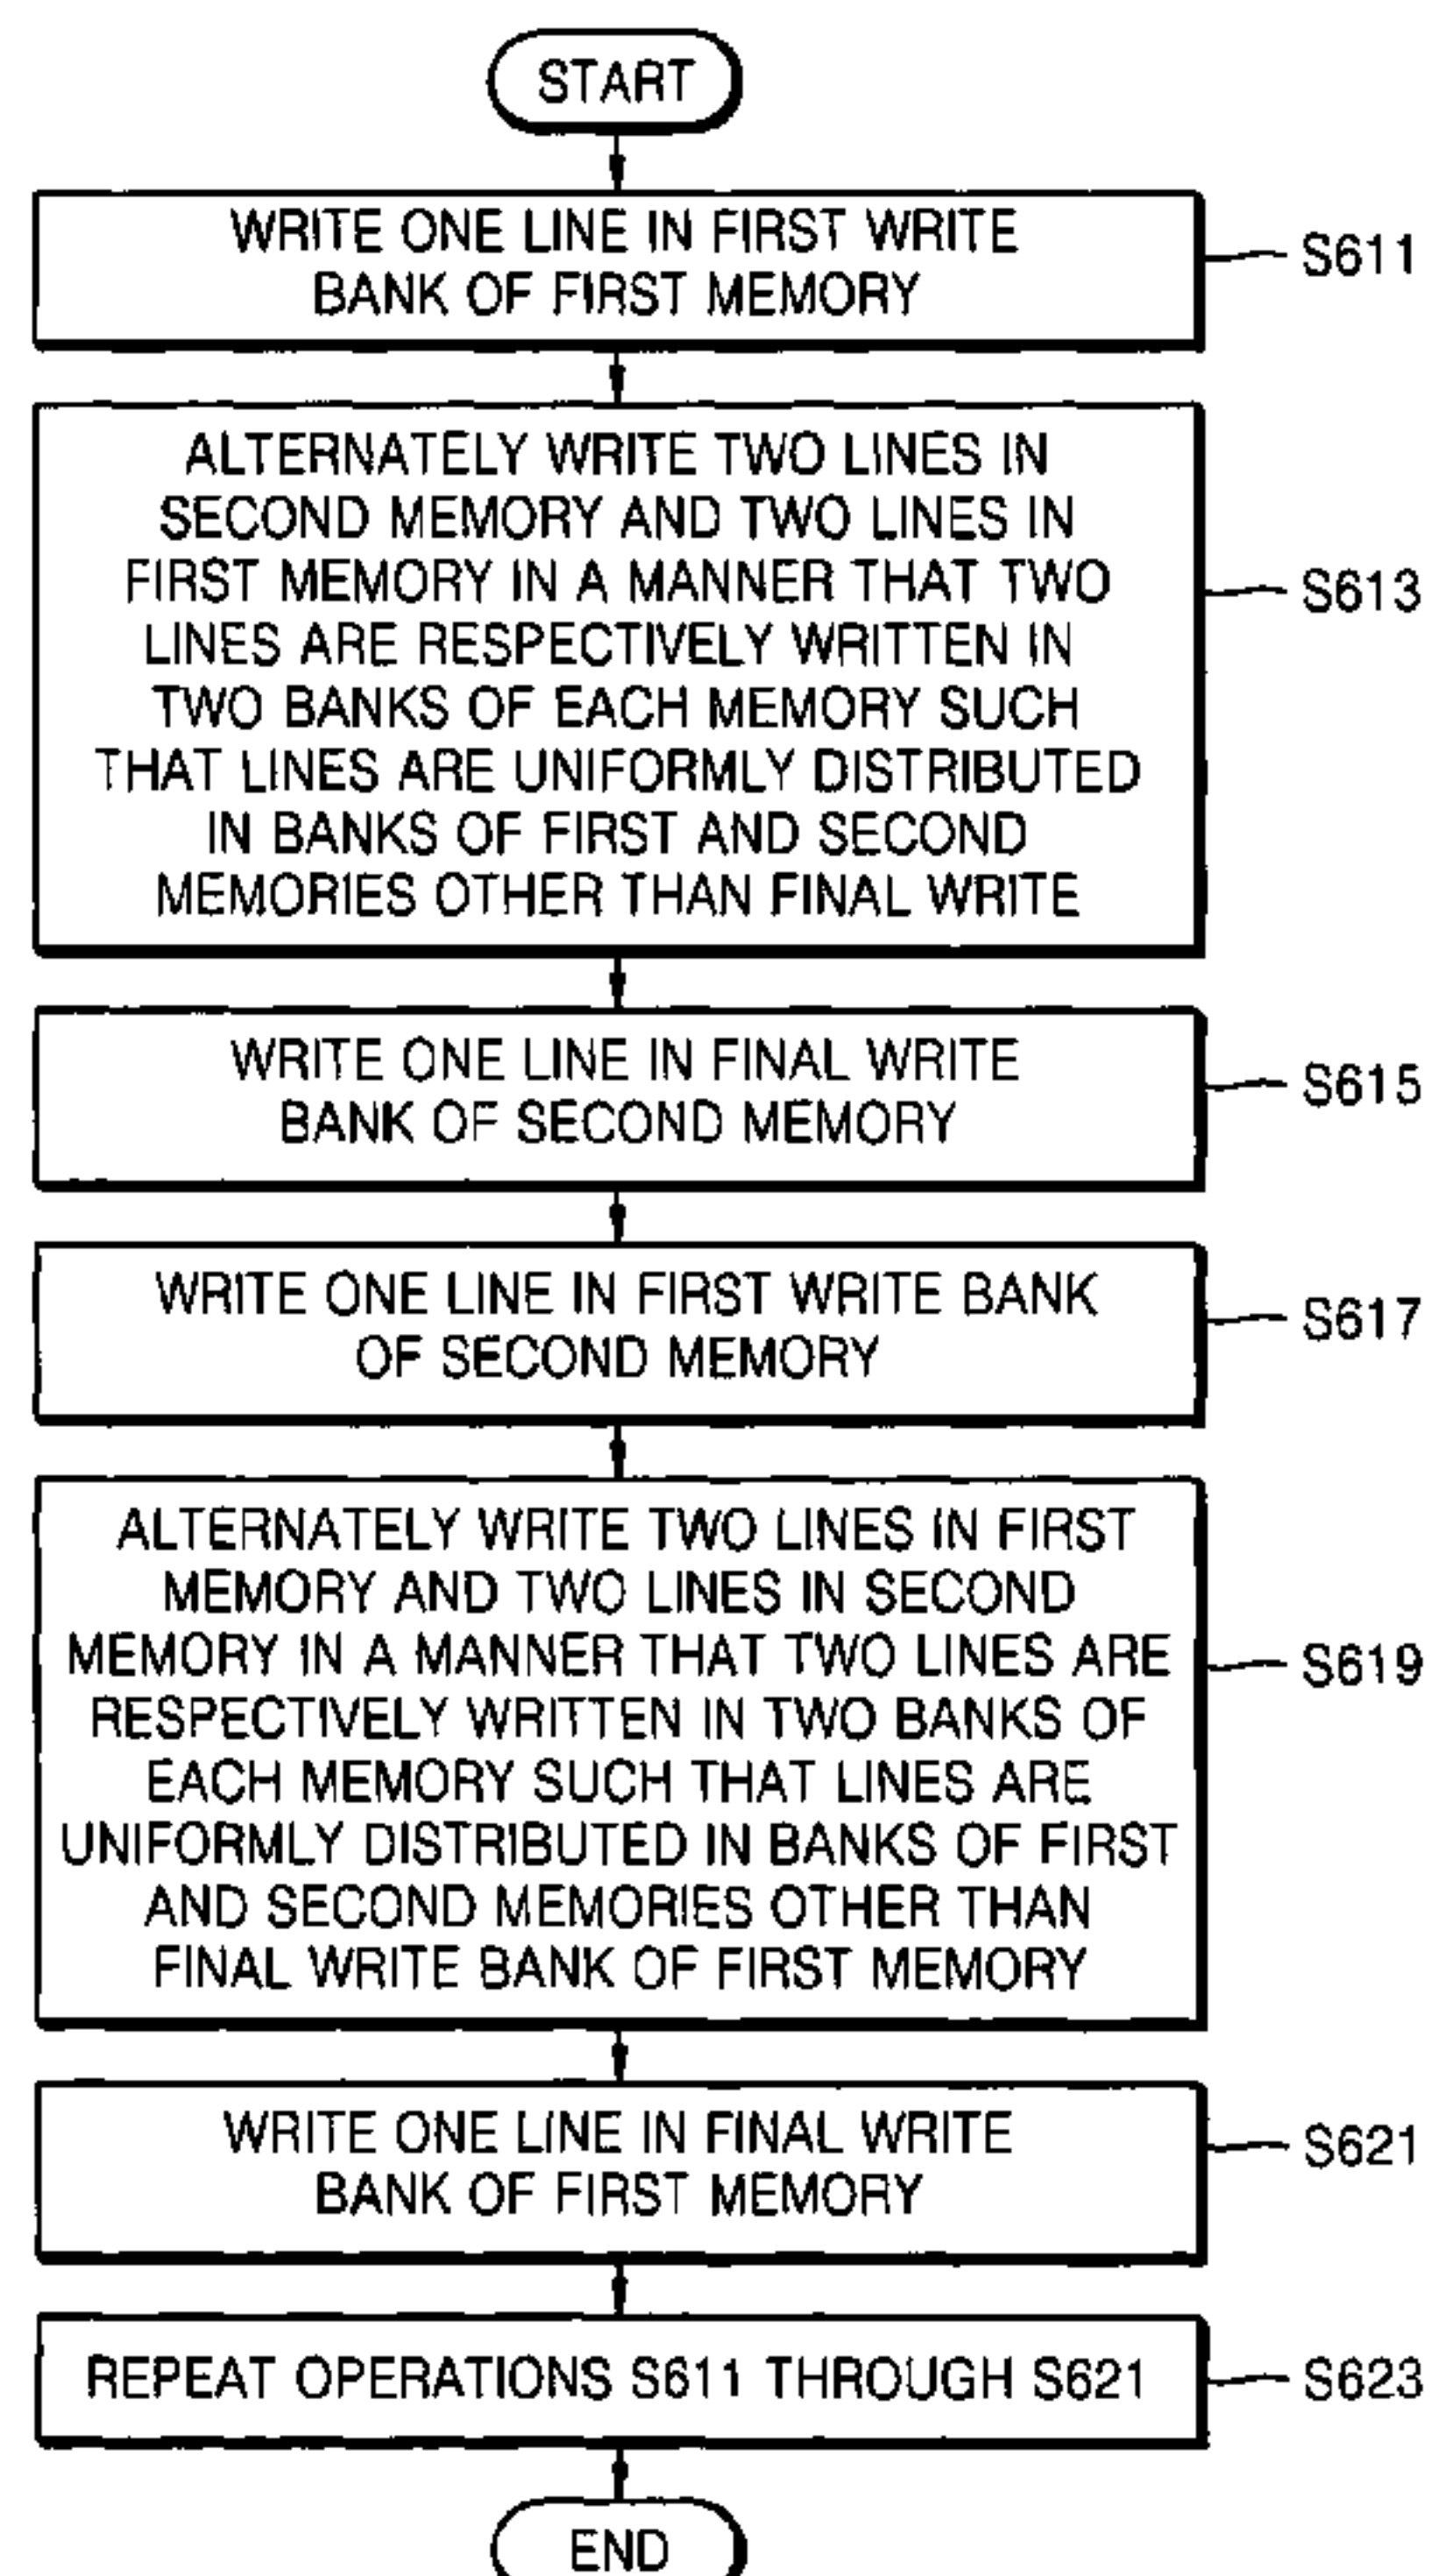 START
WRITE ONE LINE IN FIRST WRITE
BANK OF FIRST MEMORY
S611
ALTERNATELY WRITE TWO LINES IN
SECOND MEMORY AND TWO LINES IN
FIRST MEMORY IN A MANNER THAT TWO
LINES ARE RESPECTIVELY WRITTEN IN
TWO BANKS OF EACH MEMORY SUCH
THAT LINES ARE UNIFORMLY DISTRIBUTED
IN BANKS OF FIRST AND SECOND
MEMORIES OTHER THAN FINAL WRITE
S613
WRITE ONE LINE IN FINAL WRITE
BANK OF SECOND MEMORY
S615
WRITE ONE LINE IN FIRST WRITE BANK
OF SECOND MEMORY
S617
ALTERNATELY WRITE TWO LINES IN FIRST
MEMORY AND TWO LINES IN SECOND
MEMORY IN A MANNER THAT TWO LINES ARE
RESPECTIVELY WRITTEN IN TWO BANKS OF
EACH MEMORY SUCH THAT LINES ARE
UNIFORMLY DISTRIBUTED IN BANKS OF FIRST
AND SECOND MEMORIES OTHER THAN
FINAL WRITE BANK OF FIRST MEMORY
S619
WRITE ONE LINE IN FINAL WRITE
BANK OF FIRST MEMORY
S621
REPEAT OPERATIONS S611 THROUGH S621
S623
END